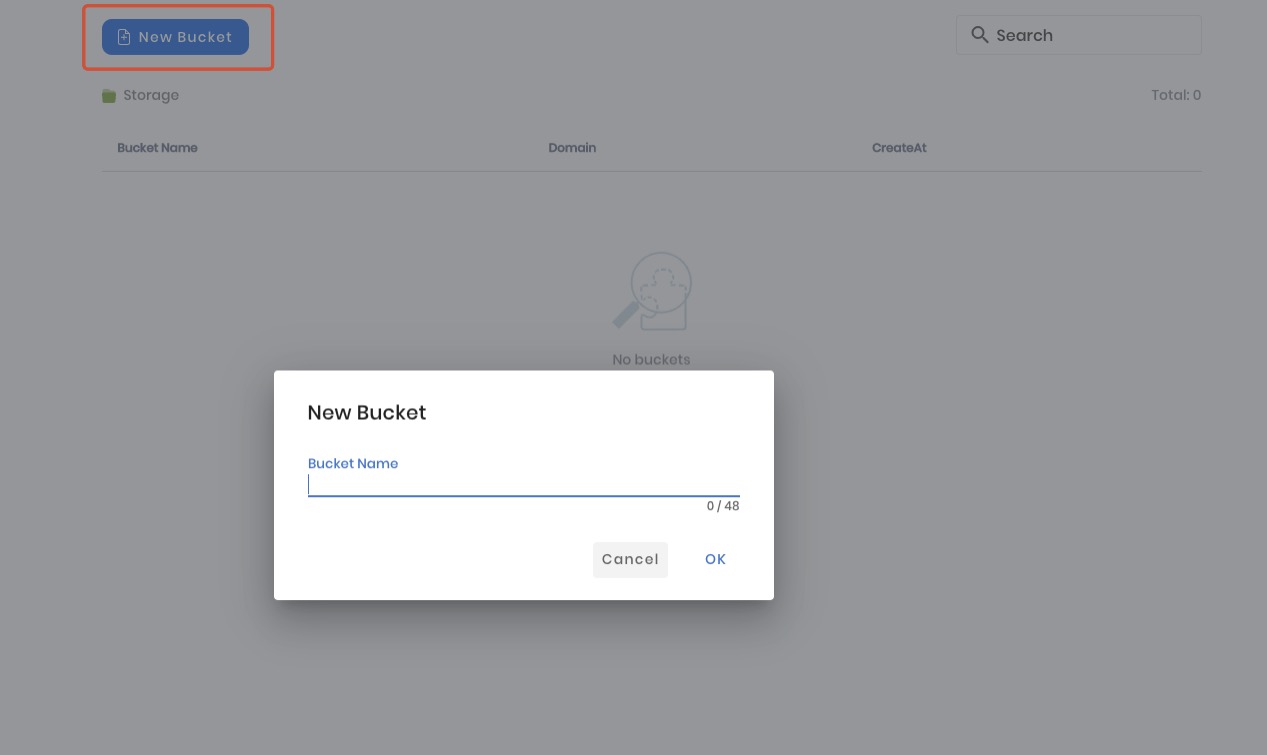 New Bucket
Search
Storage
Total: 0
Bucket Name Domain CreateAt
No buckets
New Bucket
Bucket Name
0 / 48
Cancel OK